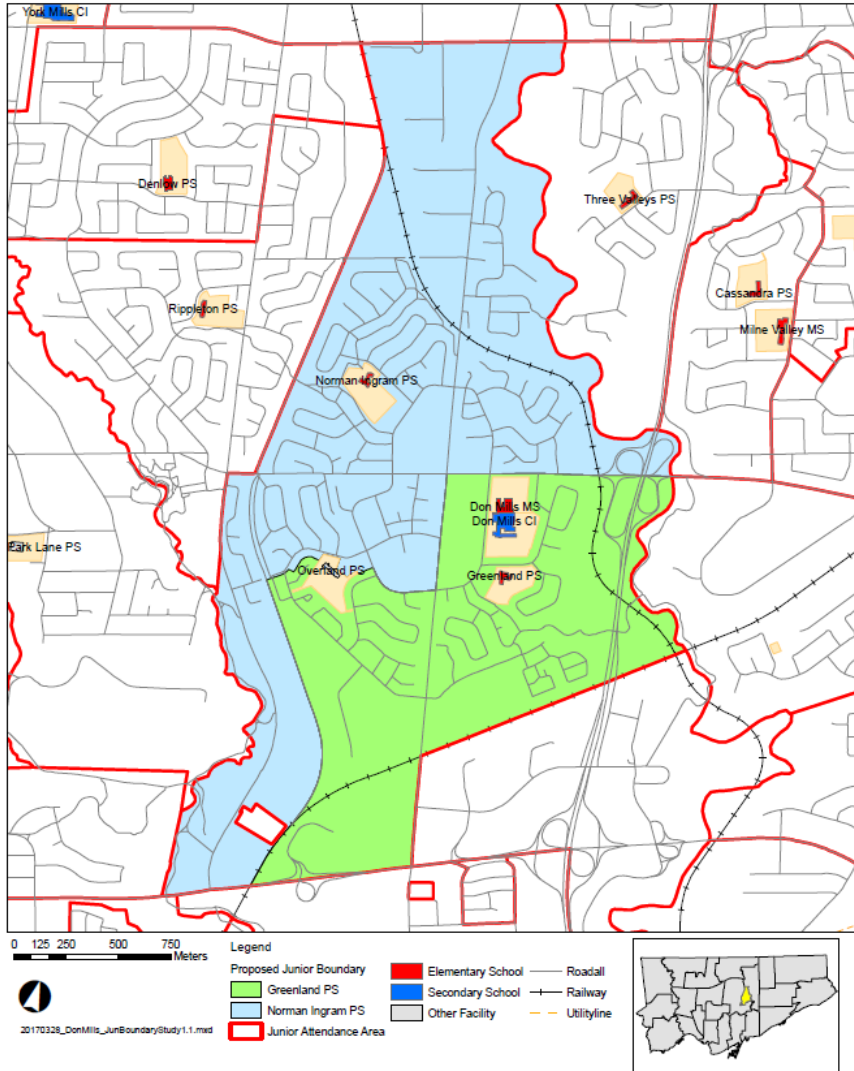 York Mills CI
Denlow PS
Three Valleys PS
Cassandra PS
Rippleton PS
Milne Valley MS
Norman Ingram PS
Don Mills MS
Don Mills CI
Park Lane PS
Overland PS
Greenland PS
0 125 250 500 750
Meters
Legend
Proposed Junior Boundary
Greenland PS
Norman Ingram PS
Junior Attendance Area
Elementary School
Secondary School
Other Facility
Roadall
Railway
Utilityline
20170328_DonMills_JunBoundaryStudy1.1.mxd